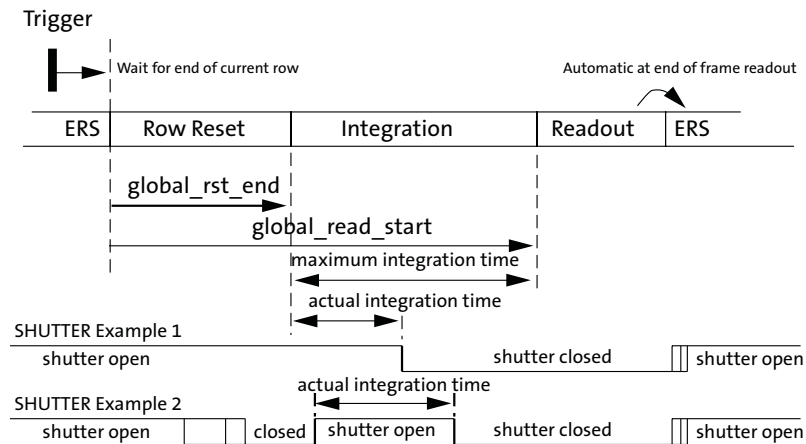 Trigger
Wait for end of current row
Automatic at end of frame readout
ERS
Row Reset
Integration
Readout
ERS
global_rst_end
global_read_start
maximum integration time
actual integration time
SHUTTER Example 1
shutter open
shutter closed
shutter open
actual integration time
SHUTTER Example 2
shutter open
closed
shutter open
shutter closed
shutter open